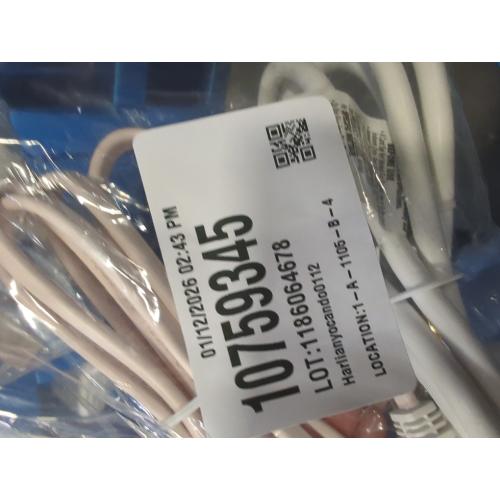 01/12/2026 02:43 PM
10759345
LOT:1186064678
Harlianyocando0112
LOCATION:1-A-1105-B-4